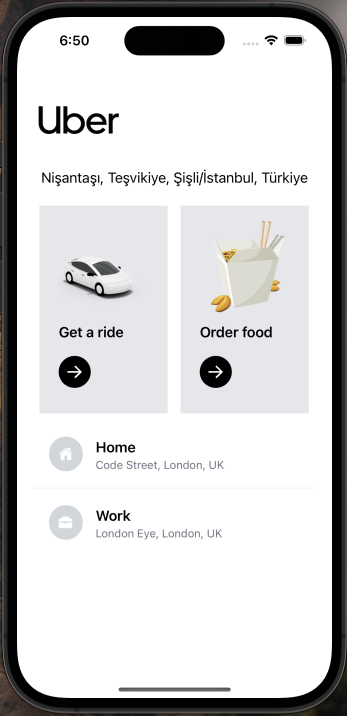 6:50
Uber
Nişantaşı, Teşvikiye, Şişli/İstanbul, Türkiye
Get a ride
Order food
Home
Code Street, London, UK
Work
London Eye, London, UK